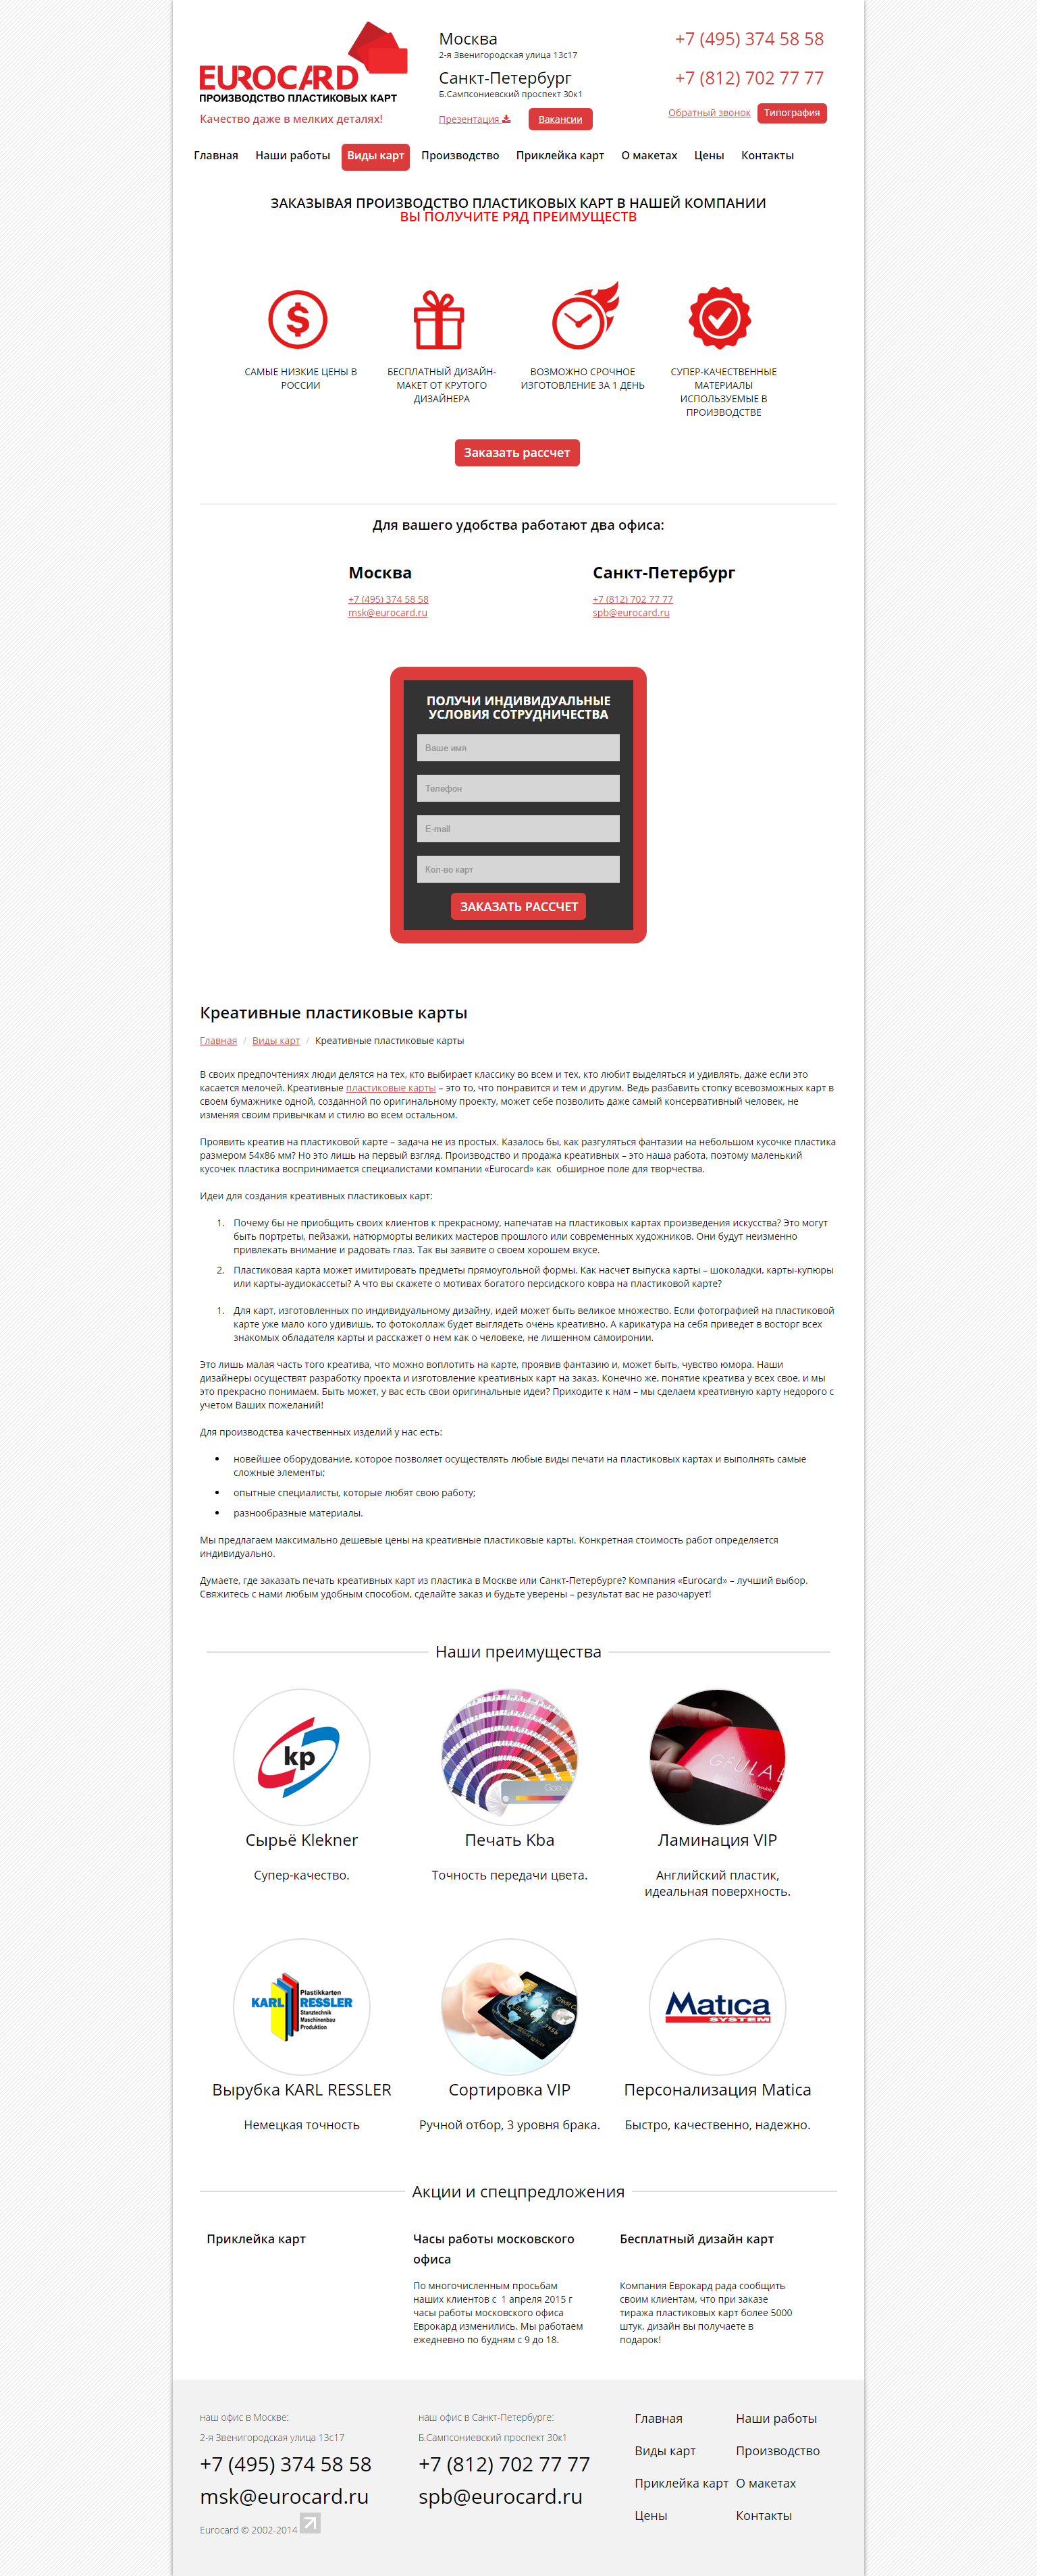 EUROCARD
ПРОИЗВОДСТВО ПЛАСТИКОВЫХ КАРТ
Качество даже в мелких деталях!
Москва
2-я Звенигородская улица 13с17
Санкт-Петербург
Б.Сампсониевский проспект 30к1
Презентация
Вакансии
+7 (495) 374 58 58
+7 (812) 702 77 77
Обратный звонок
Типография
Главная
Наши работы
Виды карт
Производство
Приклейка карт
О макетах
Цены
Контакты
ЗАКАЗЫВАЯ ПРОИЗВОДСТВО ПЛАСТИКОВЫХ КАРТ В НАШЕЙ КОМПАНИИ
ВЫ ПОЛУЧИТЕ РЯД ПРЕИМУЩЕСТВ
САМЫЕ НИЗКИЕ ЦЕНЫ В
РОССИИ
БЕСПЛАТНЫЙ ДИЗАЙН-
МАКЕТ ОТ КРУТОГО
ДИЗАЙНЕРА
ВОЗМОЖНО СРОЧНОЕ
ИЗГОТОВЛЕНИЕ ЗА 1 ДЕНЬ
СУПЕР-КАЧЕСТВЕННЫЕ
МАТЕРИАЛЫ
ИСПОЛЬЗУЕМЫЕ В
ПРОИЗВОДСТВЕ
Заказать рассчет
Для вашего удобства работают два офиса:
Москва
+7 (495) 374 58 58
msk@eurocard.ru
Санкт-Петербург
+7 (812) 702 77 77
spb@eurocard.ru
ПОЛУЧИ ИНДИВИДУАЛЬНЫЕ
УСЛОВИЯ СОТРУДНИЧЕСТВА
Ваше имя
Телефон
E-mail
Кол-во карт
ЗАКАЗАТЬ РАССЧЕТ
Креативные пластиковые карты
Главная / Виды карт / Креативные пластиковые карты
В своих предпочтениях люди делятся на тех, кто выбирает классику во всем и тех, кто любит выделяться и удивлять, даже если это
касается мелочей. Креативные пластиковые карты – это то, что понравится и тем и другим. Ведь разбавить стопку всевозможных карт в
своем бумажнике одной, созданной по оригинальному проекту, может себе позволить даже самый консервативный человек, не
изменяя своим привычкам и стилю во всем остальном.
Проявить креатив на пластиковой карте – задача не из простых. Казалось бы, как разгуляться фантазии на небольшом кусочке пластика
размером 54х86 мм? Но это лишь на первый взгляд. Производство и продажа креативных – это наша работа, поэтому маленький
кусочек пластика воспринимается специалистами компании «Eurocard» как  обширное поле для творчества.
Идеи для создания креативных пластиковых карт:
1. Почему бы не приобщить своих клиентов к прекрасному, напечатав на пластиковых картах произведения искусства? Это могут
быть портреты, пейзажи, натюрморты великих мастеров прошлого или современных художников. Они будут неизменно
привлекать внимание и радовать глаз. Так вы заявите о своем хорошем вкусе.
2. Пластиковая карта может имитировать предметы прямоугольной формы. Как насчет выпуска карты – шоколадки, карты-купюры
или карты-аудиокассеты? А что вы скажете о мотивах богатого персидского ковра на пластиковой карте?
1. Для карт, изготовленных по индивидуальному дизайну, идей может быть великое множество. Если фотографией на пластиковой
карте уже мало кого удивишь, то фотоколлаж будет выглядеть очень креативно. А карикатура на себя приведет в восторг всех
знакомых обладателя карты и расскажет о нем как о человеке, не лишенном самоиронии.
Это лишь малая часть того креатива, что можно воплотить на карте, проявив фантазию и, может быть, чувство юмора. Наши
дизайнеры осуществят разработку проекта и изготовление креативных карт на заказ. Конечно же, понятие креатива у всех свое, и мы
это прекрасно понимаем. Быть может, у вас есть свои оригинальные идеи? Приходите к нам – мы сделаем креативную карту недорого с
учетом Ваших пожеланий!
Для производства качественных изделий у нас есть:
• новейшее оборудование, которое позволяет осуществлять любые виды печати на пластиковых картах и выполнять самые
сложные элементы;
• опытные специалисты, которые любят свою работу;
• разнообразные материалы.
Мы предлагаем максимально дешевые цены на креативные пластиковые карты. Конкретная стоимость работ определяется
индивидуально.
Думаете, где заказать печать креативных карт из пластика в Москве или Санкт-Петербурге? Компания «Eurocard» – лучший выбор.
Свяжитесь с нами любым удобным способом, сделайте заказ и будьте уверены – результат вас не разочарует!
Наши преимущества
kp
Сырьё Klekner
Супер-качество.
Печать Kba
Точность передачи цвета.
Ламинация VIP
Английский пластик,
идеальная поверхность.
Plastikkarten
KARL RESSLER
Stanztechnik
Maschinenbau
Produktion
Вырубка KARL RESSLER
Немецкая точность
Сортировка VIP
Ручной отбор, 3 уровня брака.
Matica
SYSTEM
Персонализация Matica
Быстро, качественно, надежно.
Акции и спецпредложения
Приклейка карт
Часы работы московского
офиса
По многочисленным просьбам
наших клиентов с  1 апреля 2015 г
часы работы московского офиса
Еврокард изменились. Мы работаем
ежедневно по будням с 9 до 18.
Бесплатный дизайн карт
Компания Еврокард рада сообщить
своим клиентам, что при заказе
тиража пластиковых карт более 5000
штук, дизайн вы получаете в
подарок!
наш офис в Москве:
2-я Звенигородская улица 13с17
+7 (495) 374 58 58
msk@eurocard.ru
Eurocard © 2002-2014
наш офис в Санкт-Петербурге:
Б.Сампсониевский проспект 30к1
+7 (812) 702 77 77
spb@eurocard.ru
Главная
Наши работы
Виды карт
Производство
Приклейка карт
О макетах
Цены
Контакты